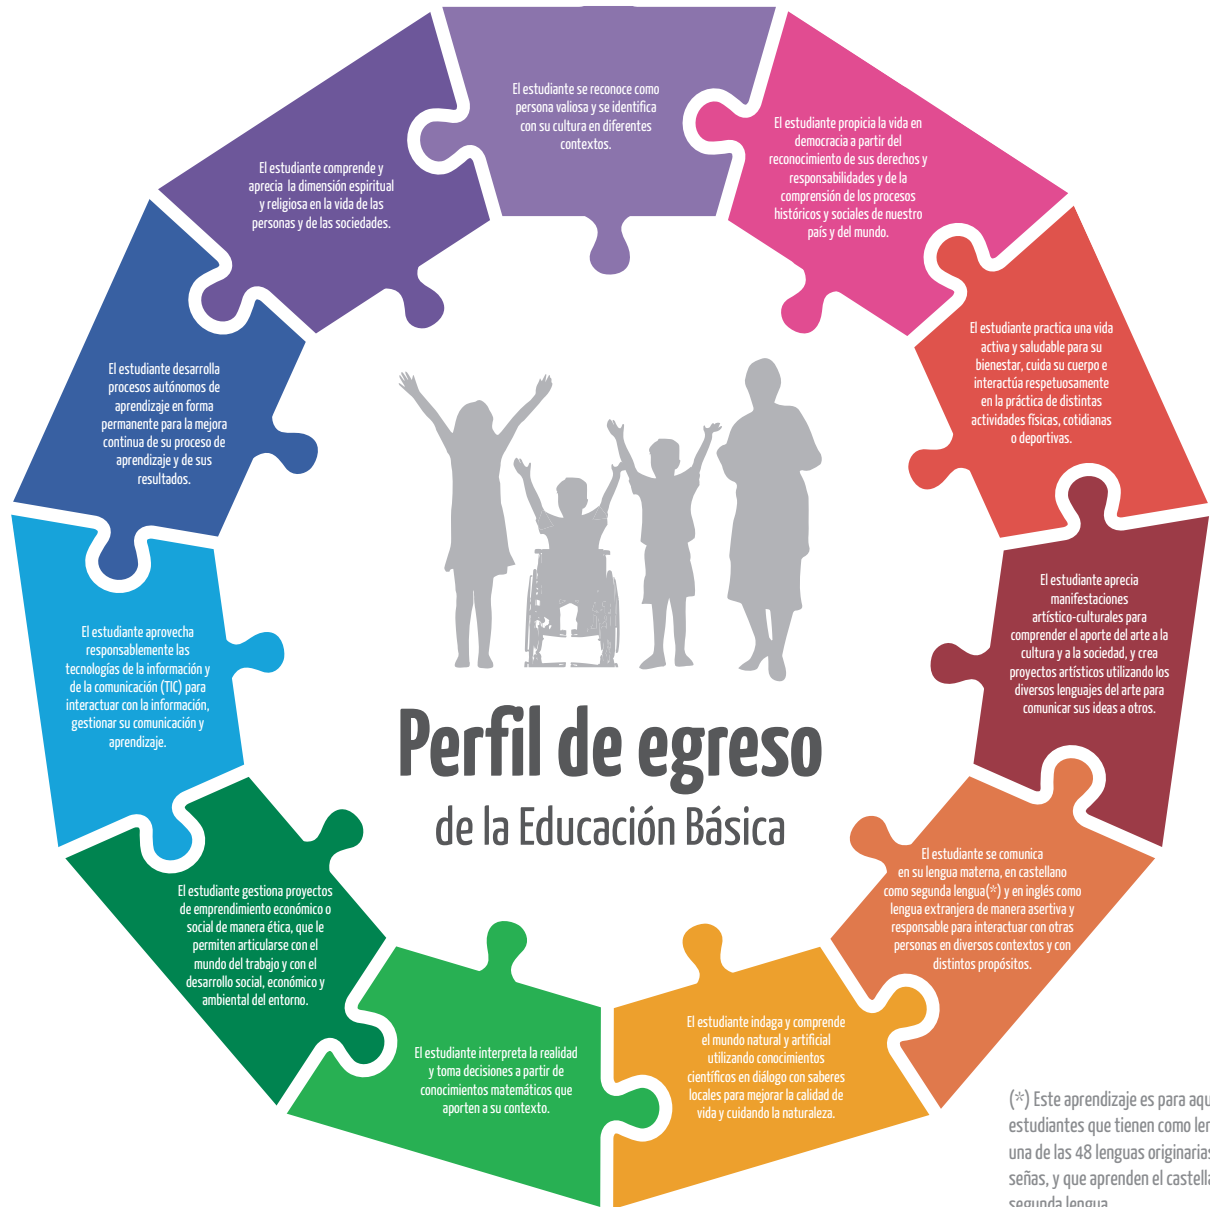 El estudiante se reconoce como
persona valiosa y se identifica
con su cultura en diferentes
contextos.
El estudiante propicia la vida en
democracia a partir del
reconocimiento de sus derechos y
responsabilidades y de la
comprensión de los procesos
históricos y sociales de nuestro
país y del mundo.
El estudiante practica una vida
activa y saludable para su
bienestar, cuida su cuerpo e
interactúa respetuosamente
en la práctica de distintas
actividades físicas, cotidianas
o deportivas.
El estudiante aprecia
manifestaciones
artístico-culturales para
comprender el aporte del arte a la
cultura y a la sociedad, y crea
proyectos artísticos utilizando los
diversos lenguajes del arte para
comunicar sus ideas a otros.
El estudiante se comunica
en su lengua materna, en castellano
como segunda lengua(*) y en inglés como
lengua extranjera de manera asertiva y
responsable para interactuar con otras
personas en diversos contextos y con
distintos propósitos.
El estudiante indaga y comprende
el mundo natural y artificial
utilizando conocimientos
científicos en diálogo con saberes
locales para mejorar la calidad de
vida y cuidando la naturaleza.
El estudiante interpreta la realidad
y toma decisiones a partir de
conocimientos matemáticos que
aporten a su contexto.
El estudiante gestiona proyectos
de emprendimiento económico o
social de manera ética, que le
permiten articularse con el
mundo del trabajo y con el
desarrollo social, económico y
ambiental del entorno.
El estudiante aprovecha
responsablemente las
tecnologías de la información y
de la comunicación (TIC) para
interactuar con la información,
gestionar su comunicación y
aprendizaje.
El estudiante desarrolla
procesos autónomos de
aprendizaje en forma
permanente para la mejora
continua de su proceso de
aprendizaje y de sus
resultados.
El estudiante comprende y
aprecia la dimensión espiritual
y religiosa en la vida de las
personas y de las sociedades.
Perfil de egreso
de la Educación Básica
(*) Este aprendizaje es para
estudiantes que tienen como
una de las 48 lenguas originarias
señas, y que aprenden el
segunda lengua